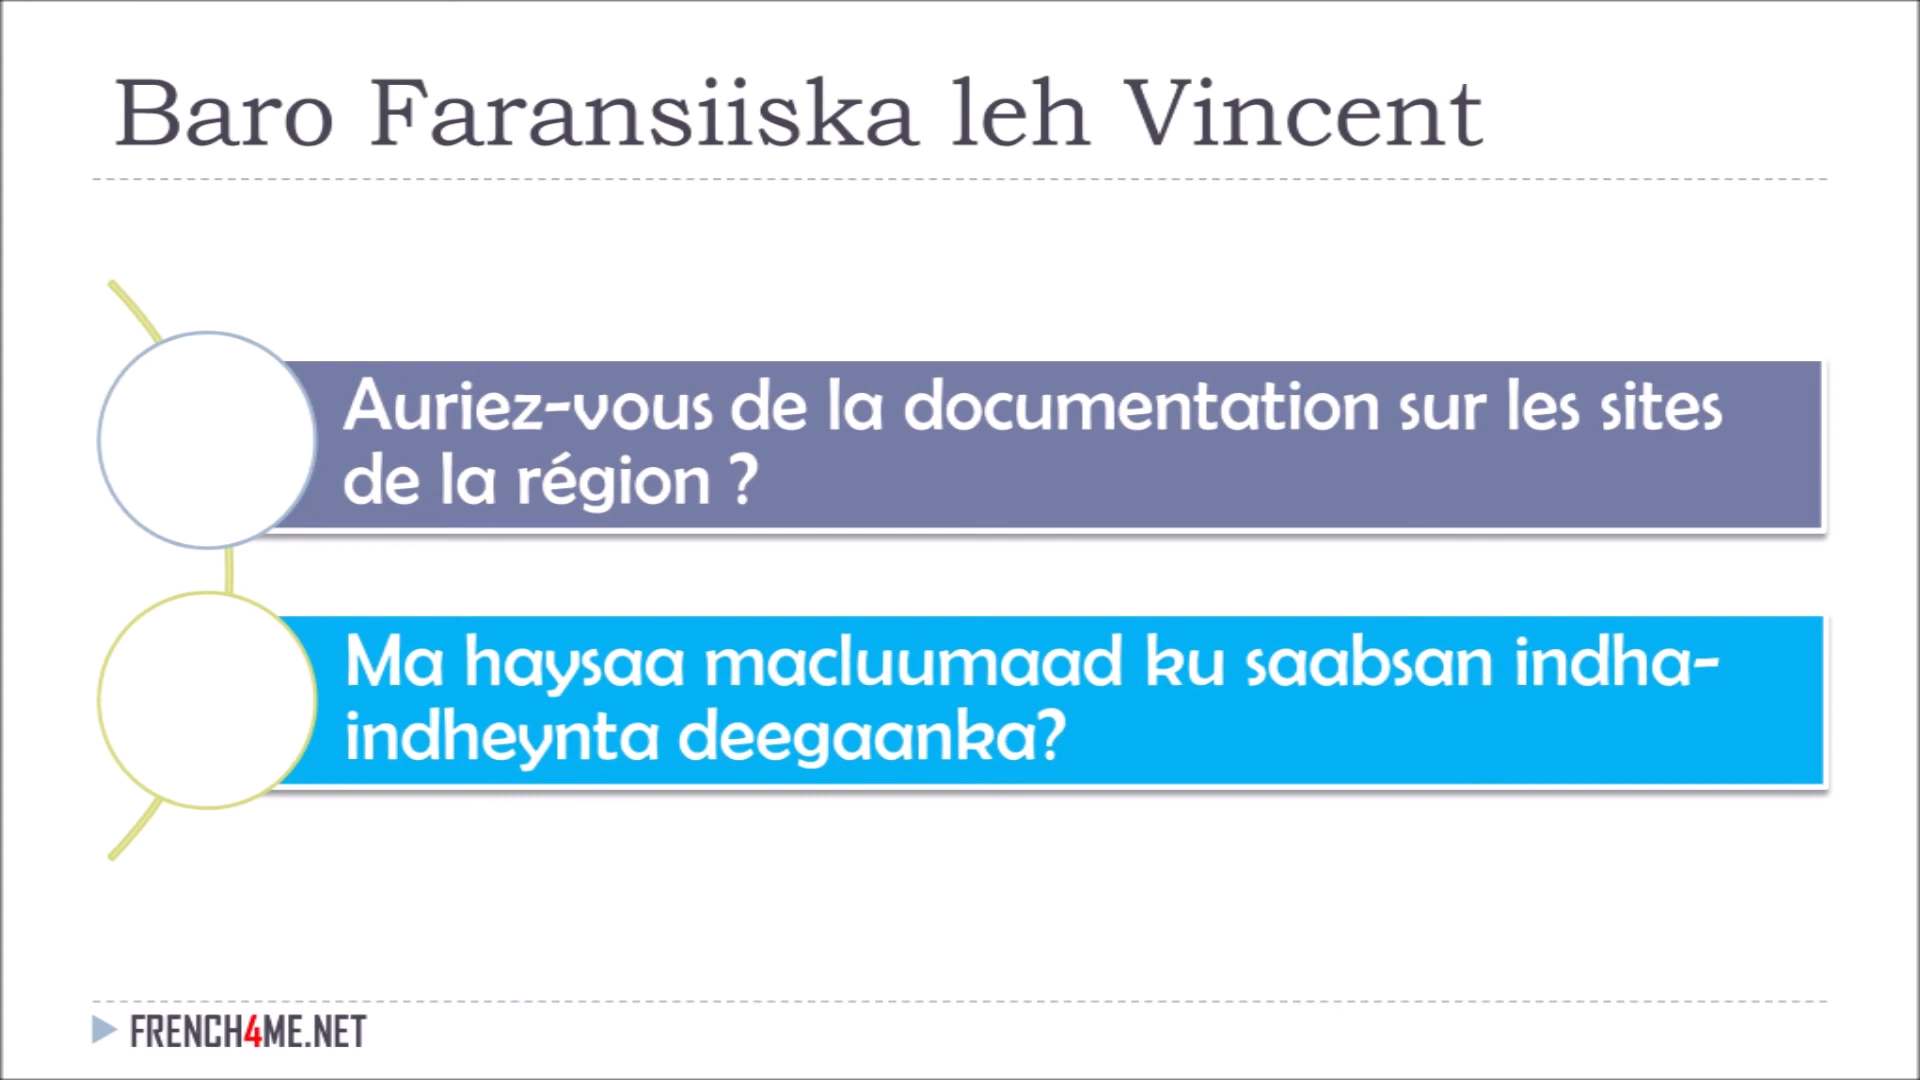 Baro Faransiiska leh Vincent
Auriez-vous de la documentation sur les sites
de la région ?
Ma haysaa macluumaad ku saabsan indha-
indheynta deegaanka?
FRENCH4ME.NET